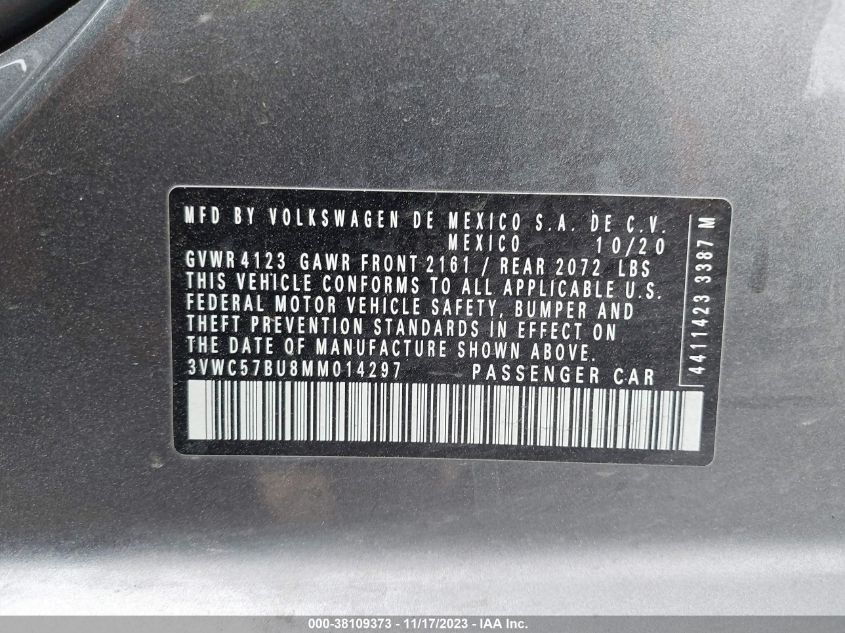 MFD BY VOLKSWAGEN DE MEXICO S.A. DE C.V.
MEXICO 10/20
GVWR 4123 GAWR FRONT 2161 / REAR 2072 LBS
THIS VEHICLE CONFORMS TO ALL APPLICABLE U.S.
FEDERAL MOTOR VEHICLE SAFETY, BUMPER AND
THEFT PREVENTION STANDARDS IN EFFECT ON
THE DATE OF MANUFACTURE SHOWN ABOVE.
3VWC57BU8MM014297 PASSENGER CAR
4411423 3387 M
000-38109373 - 11/17/2023 - IAA Inc.